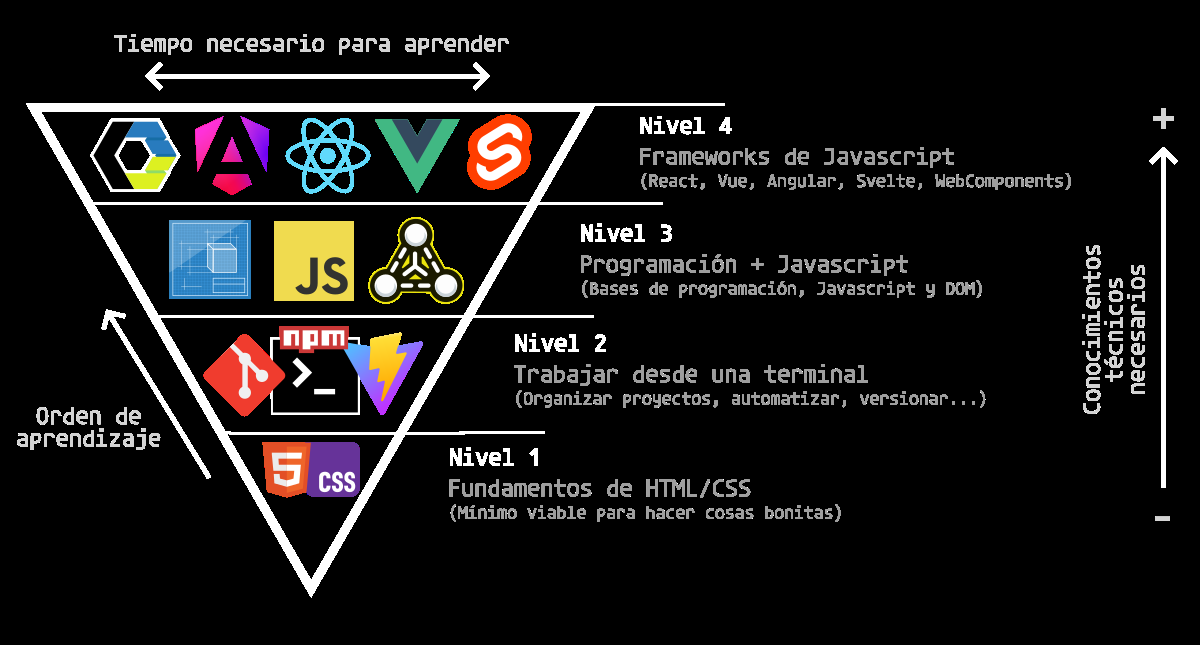 Tiempo necesario para aprender
Nivel 4
Frameworks de Javascript
(React, Vue, Angular, Svelte, WebComponents)
+
Nivel 3
JS
Programación + Javascript
(Bases de programación, Javascript y DOM)
Conocimientos
técnicos
necesarios
npm
Nivel 2
Trabajar desde una terminal
(Organizar proyectos, automatizar, versionar...)
Orden de
aprendizaje
5
CSS
Nivel 1
Fundamentos de HTML/CSS
(Mínimo viable para hacer cosas bonitas)
-